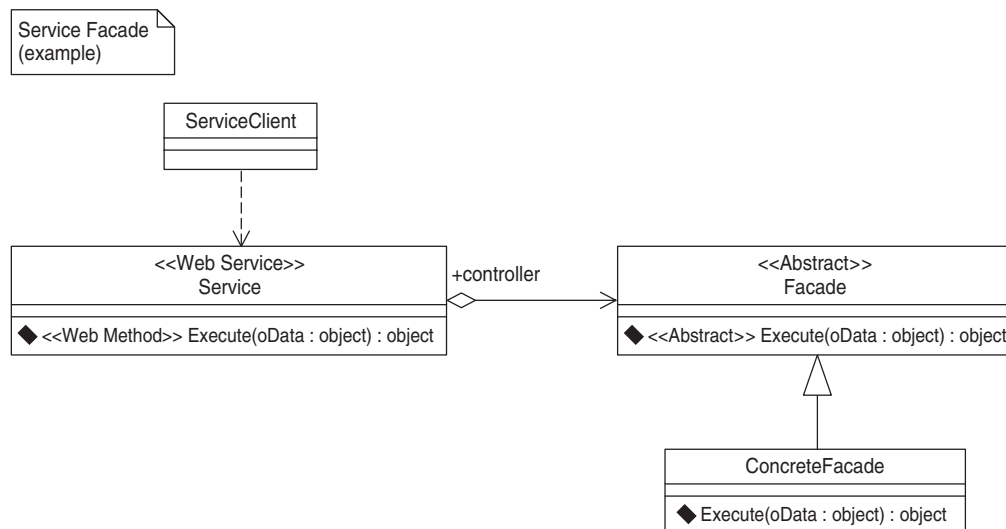 Service Facade
(example)
ServiceClient
<<Web Service>>
Service
<<Web Method>> Execute(oData : object) : object
+controller
<<Abstract>>
Facade
<<Abstract>> Execute(oData : object) : object
ConcreteFacade
Execute(oData : object) : object